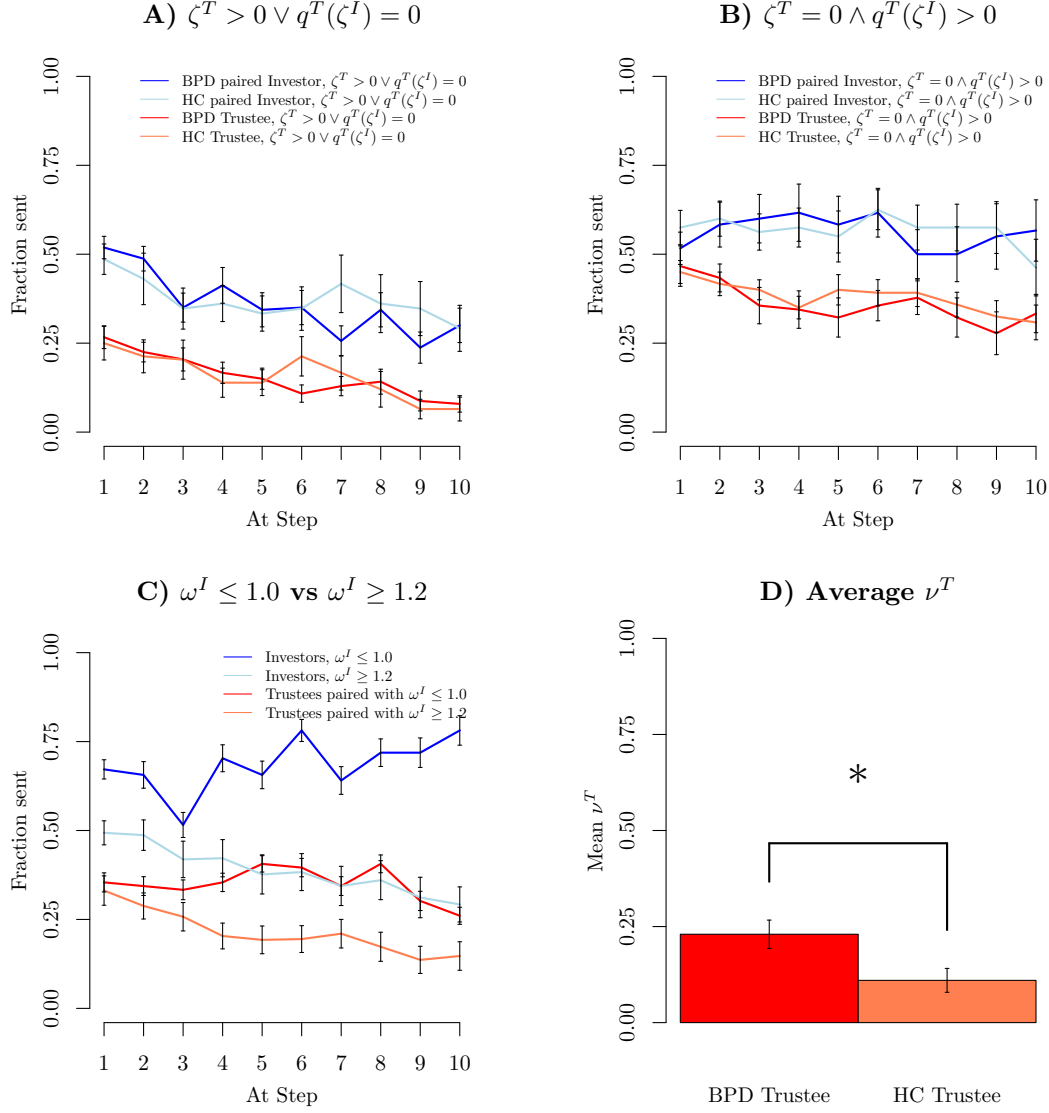 A) ζ^T > 0 ∨ q^T(ζ^I) = 0
1.00
0.75
0.50
0.25
0.00
Fraction sent
BPD paired Investor, ζ^T > 0 ∨ q^T(ζ^I) = 0
HC paired Investor, ζ^T > 0 ∨ q^T(ζ^I) = 0
BPD Trustee, ζ^T > 0 ∨ q^T(ζ^I) = 0
HC Trustee, ζ^T > 0 ∨ q^T(ζ^I) = 0
1 2 3 4 5 6 7 8 9 10
At Step
B) ζ^T = 0 ∧ q^T(ζ^I) > 0
1.00
0.75
0.50
0.25
0.00
Fraction sent
BPD paired Investor, ζ^T = 0 ∧ q^T(ζ^I) > 0
HC paired Investor, ζ^T = 0 ∧ q^T(ζ^I) > 0
BPD Trustee, ζ^T = 0 ∧ q^T(ζ^I) > 0
HC Trustee, ζ^T = 0 ∧ q^T(ζ^I) > 0
1 2 3 4 5 6 7 8 9 10
At Step
C) ω^I ≤ 1.0 vs ω^I ≥ 1.2
1.00
0.75
0.50
0.25
0.00
Fraction sent
Investors, ω^I ≤ 1.0
Investors, ω^I ≥ 1.2
Trustees paired with ω^I ≤ 1.0
Trustees paired with ω^I ≥ 1.2
1 2 3 4 5 6 7 8 9 10
At Step
D) Average ν^T
1.00
0.75
0.50
0.25
0.00
Mean ν^T
*
BPD Trustee HC Trustee